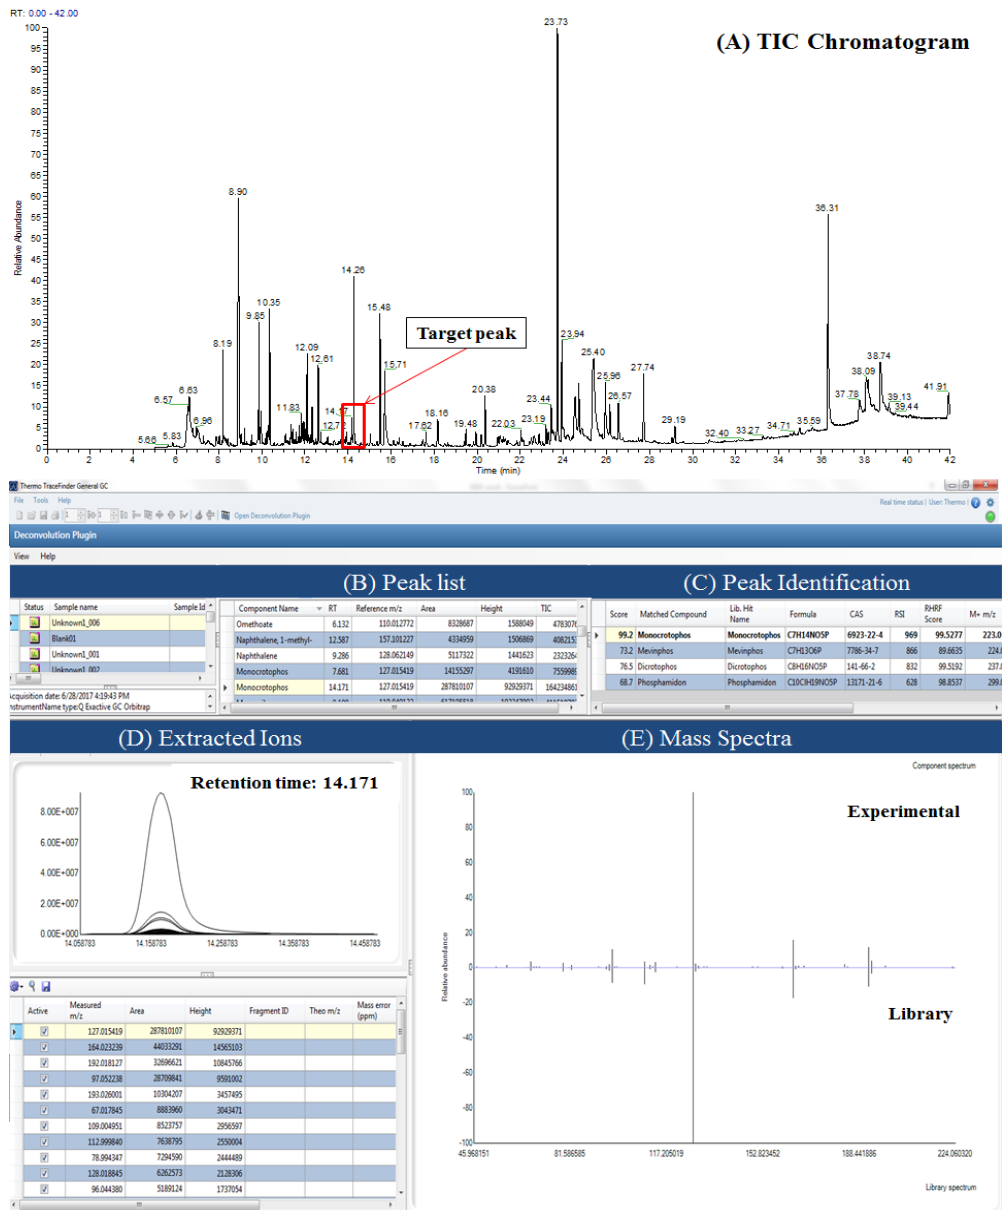 RT: 0.00 - 42.00
(A) TIC Chromatogram
Relative Abundance
100
95
90
85
80
75
70
65
60
55
50
45
40
35
30
25
20
15
10
5
0
23.73
8.90
36.31
14.26
10.35
9.85
15.48
Target peak
8.19
12.09
12.61
15.71
23.94
25.40
38.74
6.63
6.57
20.38
25.96
27.74
38.09
41.91
11.83
14.17
23.44
26.57
37.78
39.13
39.44
6.96
12.72
18.16
23.19
5.66
5.83
17.62
19.48
22.03
29.19
32.40
33.27
34.71
35.59
0 2 4 6 8 10 12 14 16 18 20 22 24 26 28 30 32 34 36 38 40 42
Time (min)
Thermo TraceFinder General GC
File Tools Help
Real time status | User: Thermo
1 1 Open Deconvolution Plugin
Deconvolution Plugin
View Help
(B) Peak list
(C) Peak Identification
Status Sample name Sample Id
Unknown1_006
Blank01
Unknown1_001
Unknown1_002
Acquisition date: 6/28/2017 4:19:43 PM
InstrumentName type:Q Exactive GC Orbitrap
Component Name RT Reference m/z Area Height TIC
Omethoate 6.132 110.012772 8328687 1588049 4783076
Naphthalene, 1-methyl- 12.587 157.101227 4334959 1506869
Naphthalene 9.286 128.062149 5117322 1441623
Monocrotophos 7.681 127.015419 14155297 4191610
Monocrotophos 14.171 127.015419 287810107 92929371 164234861
Score Matched Compound Lib. Hit Name Formula CAS RSI RHRF Score M+ m/z
99.2 Monocrotophos Monocrotophos C7H14NO5P 6923-22-4 969 99.5277 223.0
73.2 Mevinphos Mevinphos C7H13O6P 7786-34-7 866 89.6635 224.
76.5 Dicrotophos Dicrotophos C8H16NO5P 141-66-2 832 99.5192 237.
68.7 Phosphamidon Phosphamidon C10ClH19NO5P 13171-21-6 628 98.8537 299.
(D) Extracted Ions
(E) Mass Spectra
Retention time: 14.171
8.00E+007
6.00E+007
4.00E+007
2.00E+007
0.00E+000
14.058783 14.158783 14.258783 14.358783 14.458783
Active Measured m/z Area Height Fragment ID Theo m/z Mass error (ppm)
127.015419 287810107 92929371
164.023239 44033291 14565103
192.018127 32696621 10845766
97.052238 28709841 9591002
193.026001 10304207 3457495
67.017845 8883960 3043471
109.004951 8523757 2956597
112.999840 7638795 2550004
78.994347 7294590 2444489
128.018845 6262573 2128306
96.044380 5189124 1737054
Component spectrum
Experimental
Relative abundance
100
80
60
40
20
0
-20
-40
-60
-80
-100
Library
45.968151 81.586585 117.205019 152.823452 188.441886 224.060320
Library spectrum